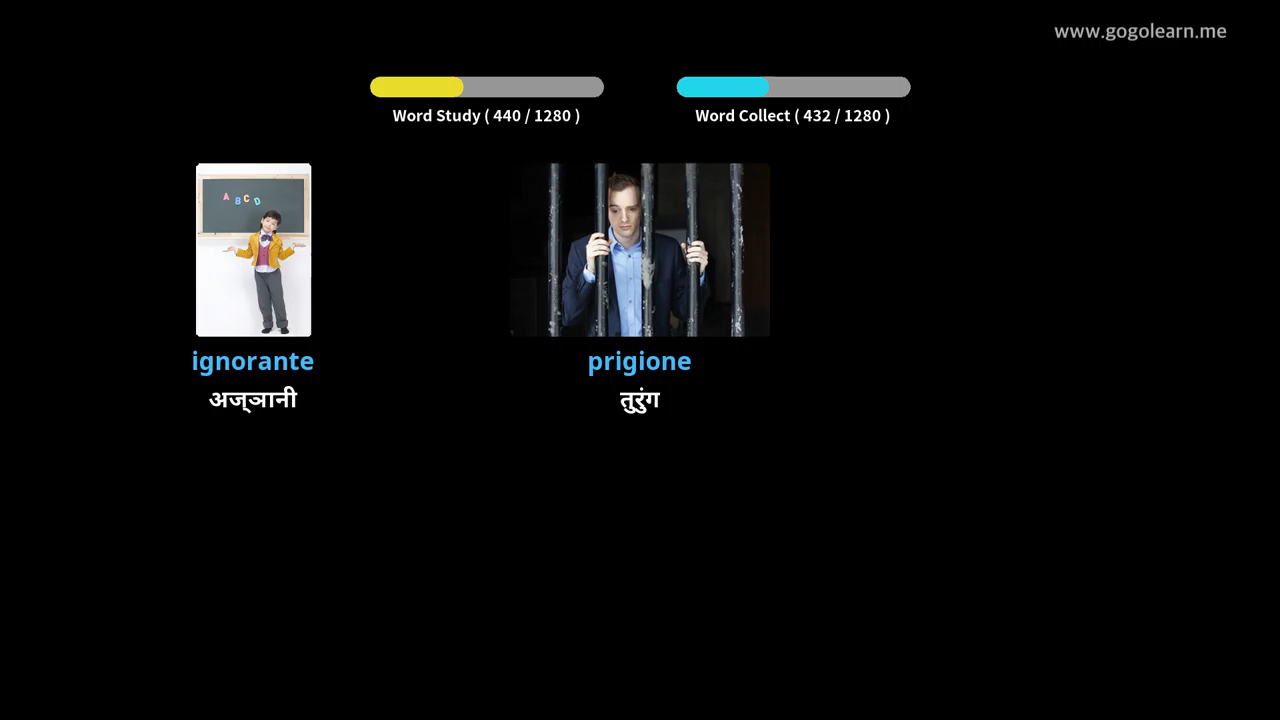 www.gogolearn.me
Word Study ( 440 / 1280 )
Word Collect ( 432 / 1280 )
A B C D
ignorante
prigione
अज्ञानी
तुरुंग